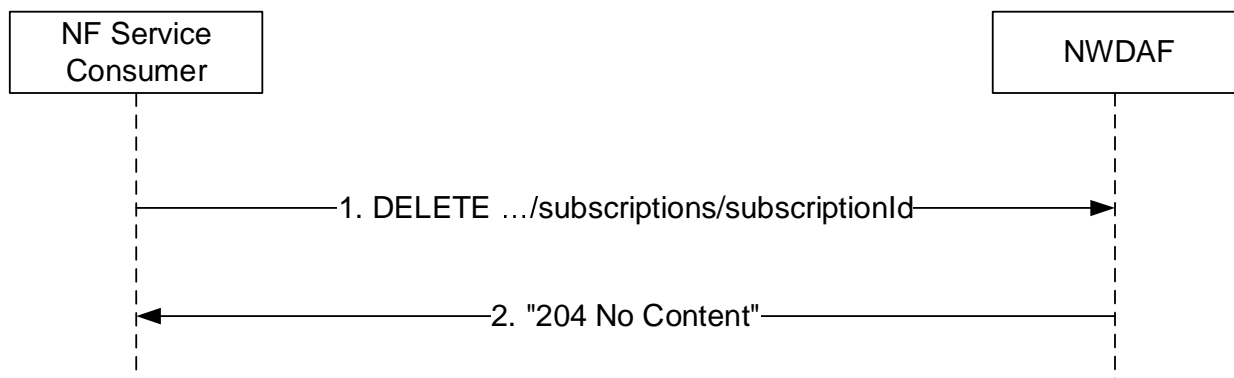 NF Service
Consumer
NWDAF
1. DELETE …/subscriptions/subscriptionId
2. "204 No Content"